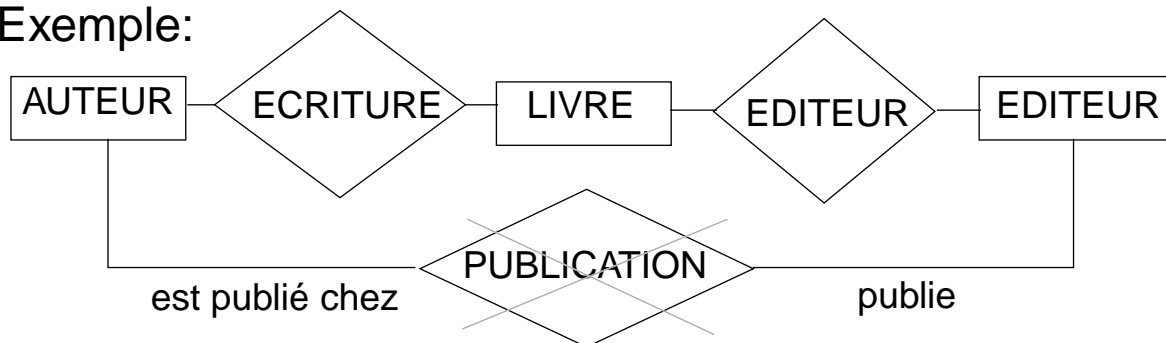 Exemple:
AUTEUR ECRITURE LIVRE EDITEUR EDITEUR
PUBLICATION
est publié chez publie